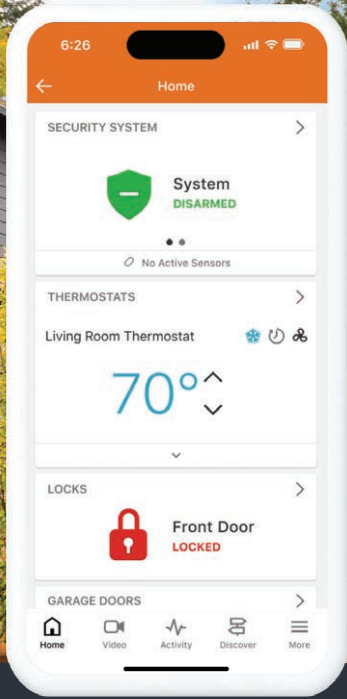 6:26
Home
SECURITY SYSTEM
System
DISARMED
No Active Sensors
THERMOSTATS
Living Room Thermostat
70°
LOCKS
Front Door
LOCKED
GARAGE DOORS
Home Video Activity Discover More